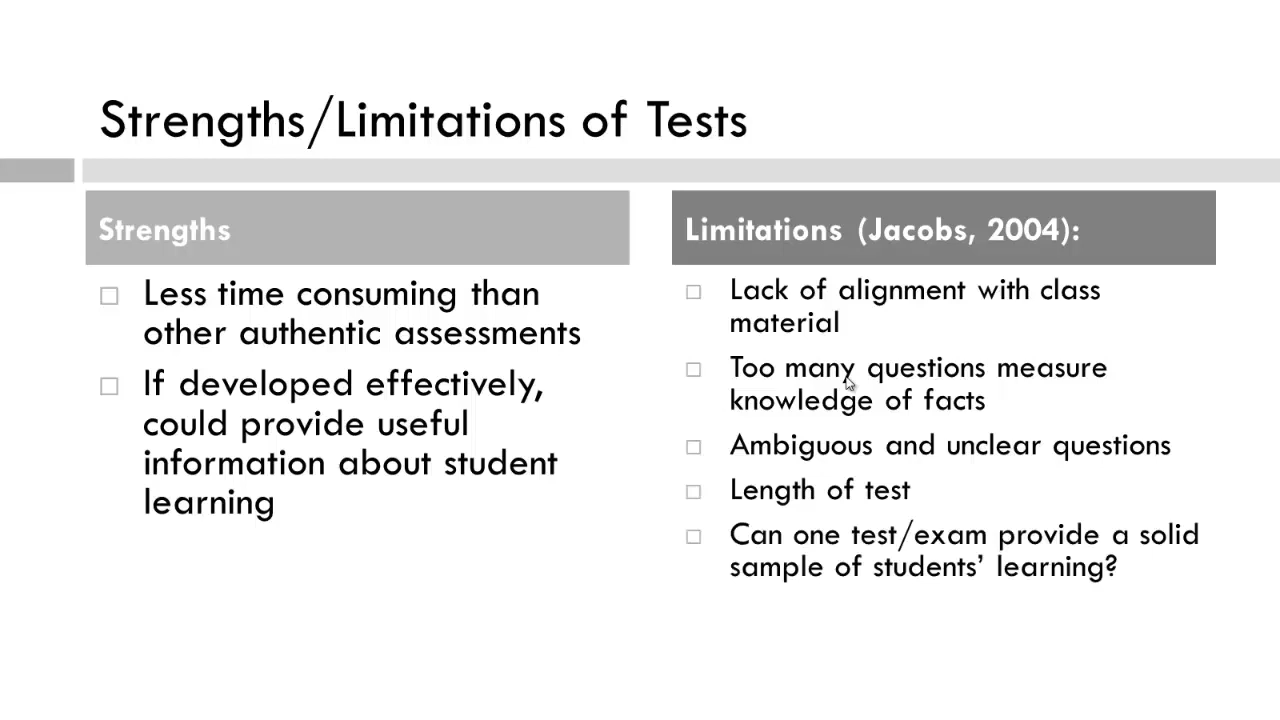 Strengths/Limitations of Tests
Strengths
Less time consuming than
other authentic assessments
If developed effectively,
could provide useful
information about student
learning
Limitations (Jacobs, 2004):
Lack of alignment with class
material
Too many questions measure
knowledge of facts
Ambiguous and unclear questions
Length of test
Can one test/exam provide a solid
sample of students’ learning?